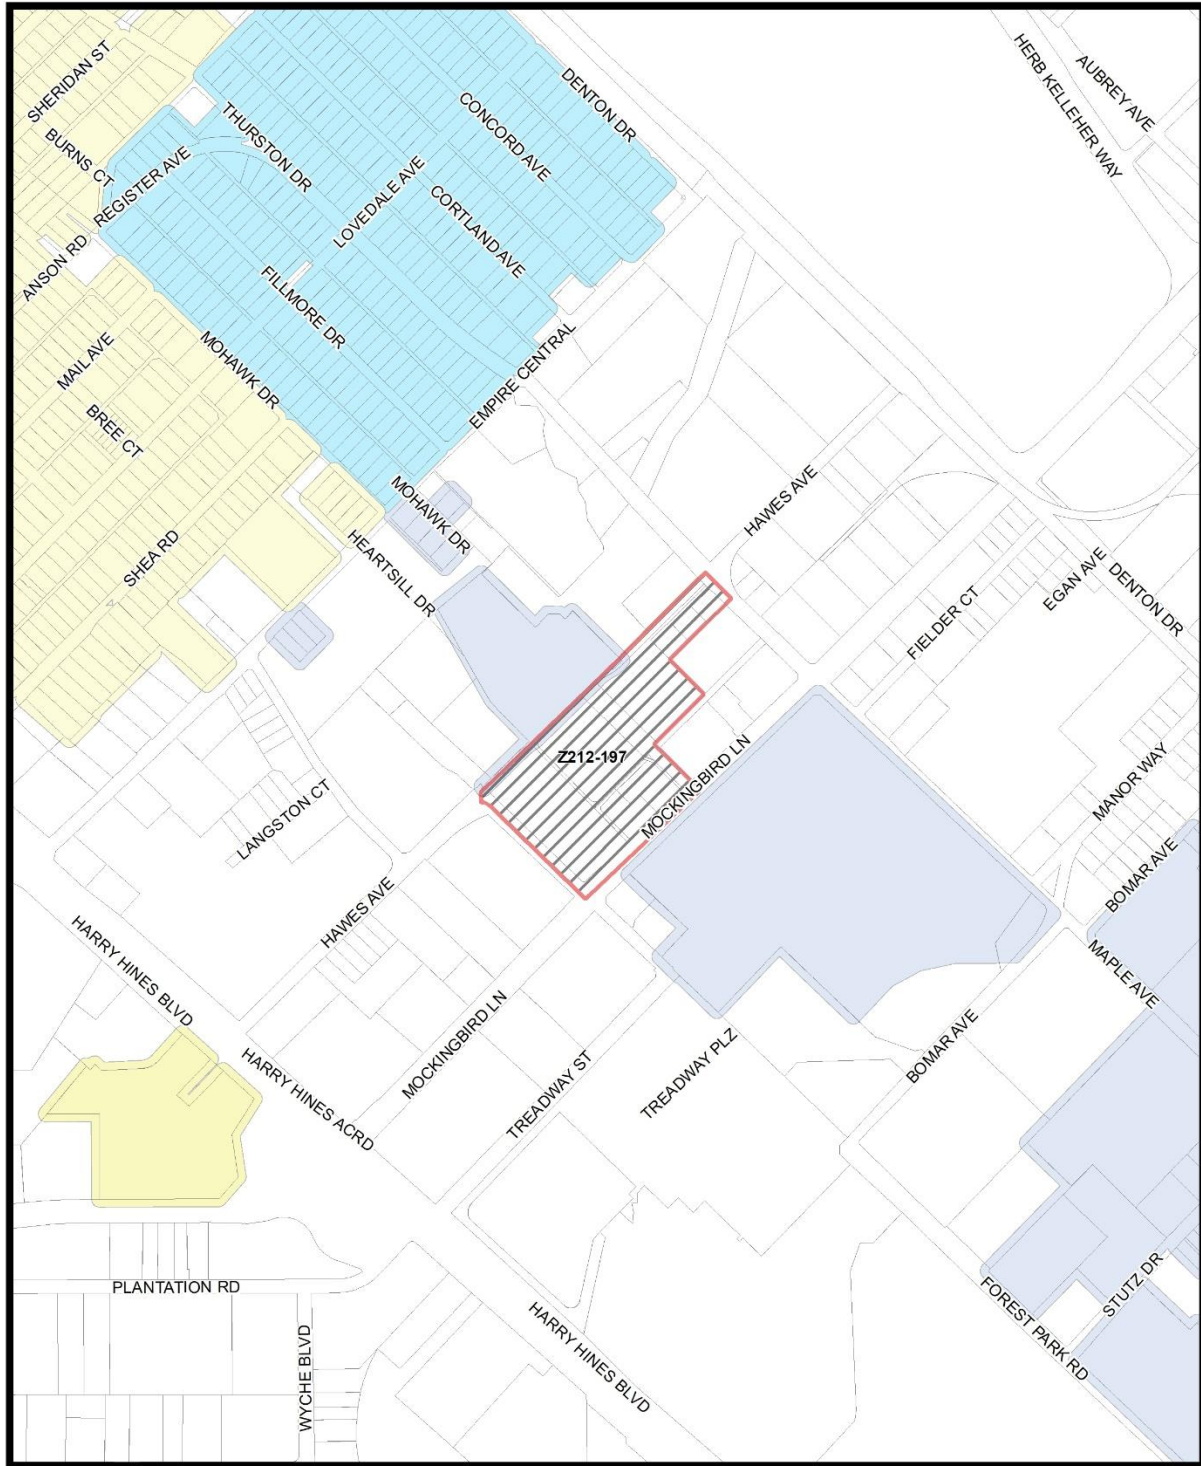 SHERIDAN ST
BURNS CT
REGISTER AVE
ANSON RD
THURSTON DR
LOVEDALE AVE
CONCORD AVE
CORTLAND AVE
DENTON DR
HERB KELLEHER WAY
AUBREY AVE
FILLMORE DR
MOHAWK DR
MAIL AVE
BREE CT
EMPIRE CENTRAL
SHEA RD
MOHAWK DR
HEARTSILL DR
HAWES AVE
FIELDER CT
EGAN AVE
DENTON DR
Z212-197
LANGSTON CT
MOCKINGBIRD LN
MANOR WAY
BOMAR AVE
HAWES AVE
HARRY HINES BLVD
MAPLE AVE
MOCKINGBIRD LN
HARRY HINES ACRD
TREADWAY ST
TREADWAY PLZ
BOMAR AVE
PLANTATION RD
WYCHE BLVD
HARRY HINES BLVD
FOREST PARK RD
STUTZ DR